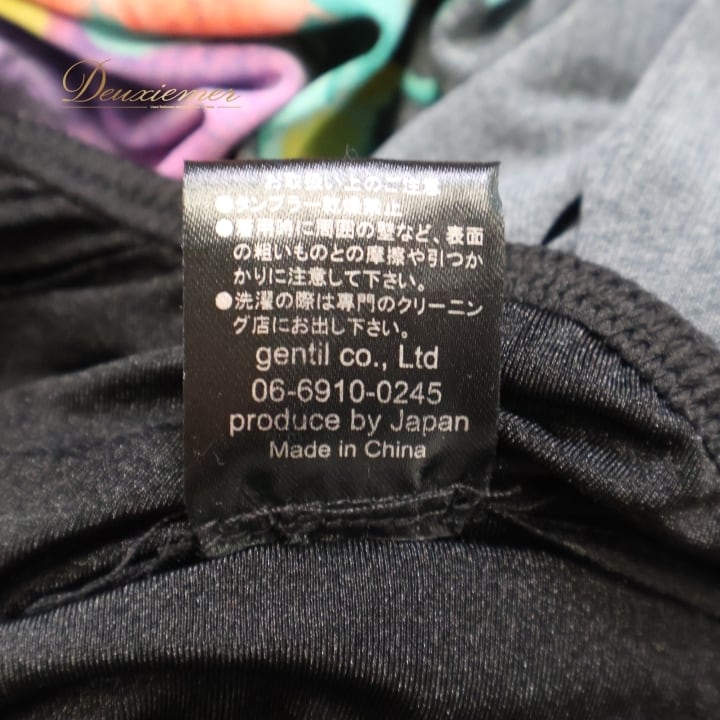 Deuxiemer
お取扱い上のご注意
●タンブラー乾燥禁止
●着用時に周囲の壁など、表面
の粗いものとの摩擦や引つか
かりに注意して下さい。
●洗濯の際は専門のクリーニン
グ店にお出し下さい。
gentil co., Ltd
06-6910-0245
produce by Japan
Made in China